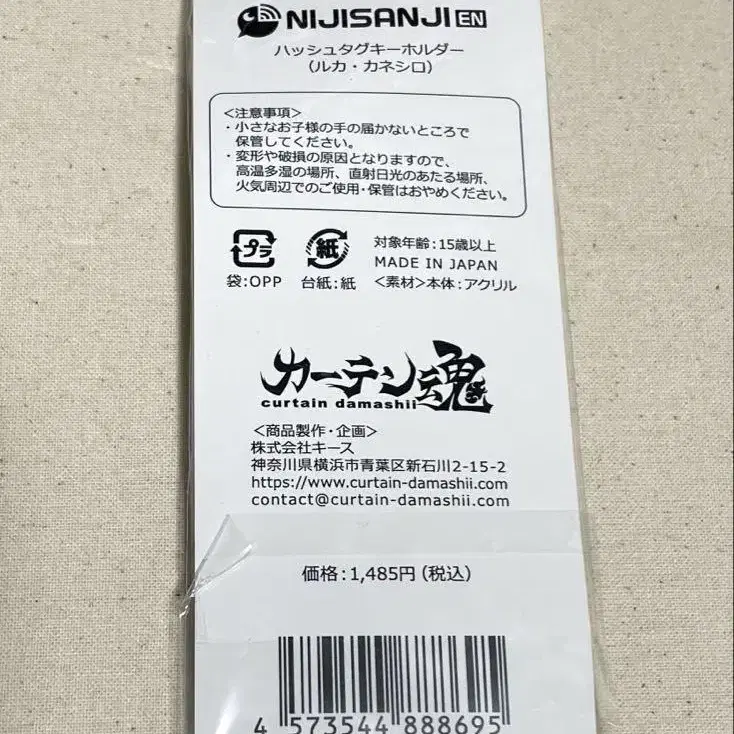 NIJISANJI EN
ハッシュタグキーホルダー
(ルカ・カネシロ)
＜注意事項＞
・小さなお子様の手の届かないところで
保管してください。
・変形や破損の原因となりますので、
高温多湿の場所、直射日光のあたる場所、
火気周辺でのご使用・保管はおやめください。
プラ 紙 対象年齢:15歳以上
MADE IN JAPAN
袋:OPP 台紙:紙 ＜素材＞本体:アクリル
カーテン魂
curtain damashii
＜商品製作・企画＞
株式会社キース
神奈川県横浜市青葉区新石川2-15-2
https://www.curtain-damashii.com
contact@curtain-damashii.com
価格:1,485円(税込)
4 573544 888695